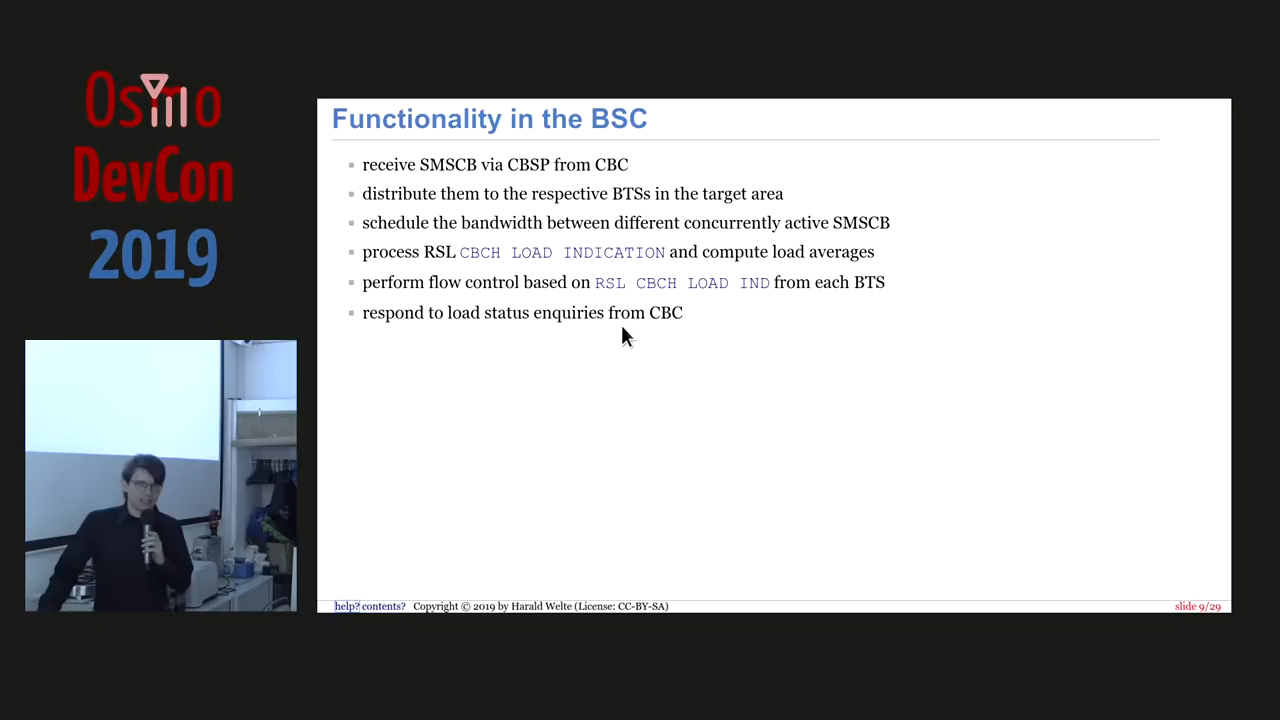 Osmo
DevCon
2019
Functionality in the BSC
receive SMSCB via CBSP from CBC
distribute them to the respective BTSs in the target area
schedule the bandwidth between different concurrently active SMSCB
process RSL CBCH LOAD INDICATION and compute load averages
perform flow control based on RSL CBCH LOAD IND from each BTS
respond to load status enquiries from CBC
help? contents? Copyright © 2019 by Harald Welte (License: CC-BY-SA)
slide 9/29